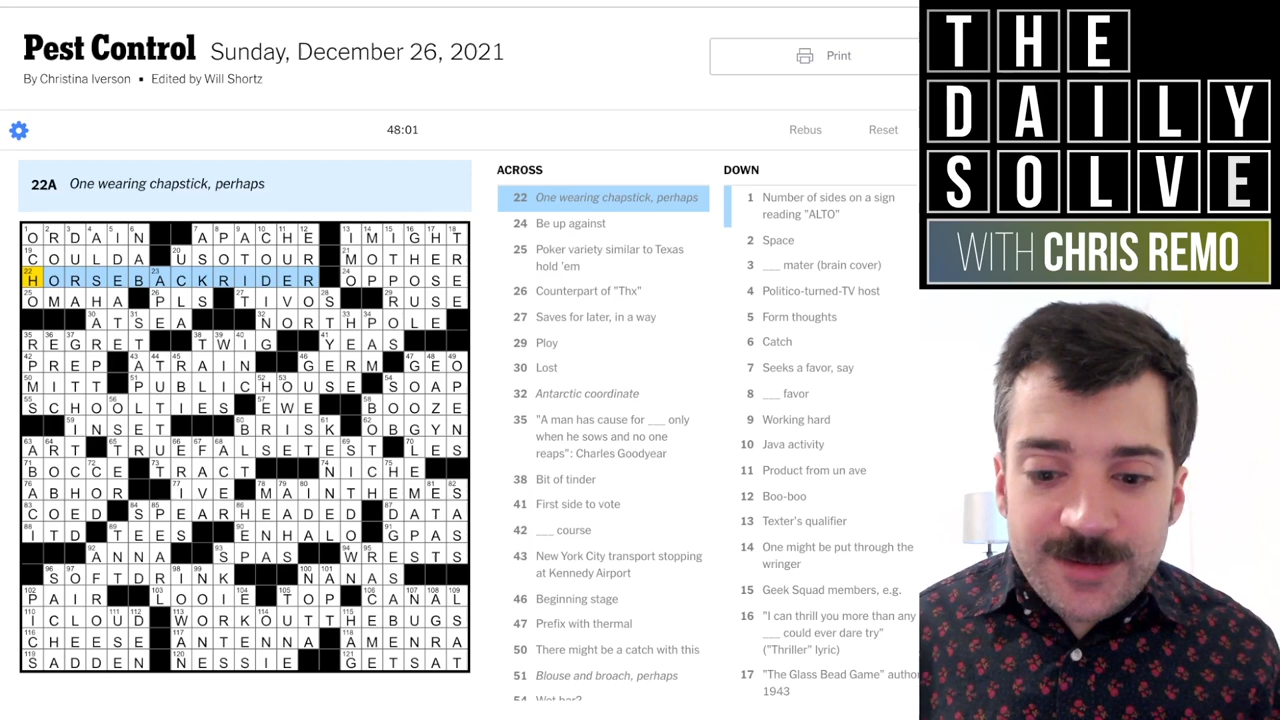 Pest Control Sunday, December 26, 2021
By Christina Iverson ▪ Edited by Will Shortz
Print
48:01
Rebus Reset
22A One wearing chapstick, perhaps
ORDAIN APACHE IMIGHT
COULDA USOTOUR MOTHER
HORSEBACKRIDER OPPOSE
OMAHA PLS TIVOS RUSE
ATSEA NORTHPOLE
REGRET TWIG YEAS
PREP ATRAIN GERM GEO
MITT PUBLICHOUSE SOAP
SCHOOLTIES EWE BOOZE
INSET BRISK OBGYN
ART TRUEFALSETEST LES
BOCCE TRACT NICHE
ABHOR IVE MAINTHEMES
COED SPEARHEADED DATA
ITD TEES ENHALO GPAS
ANNA SPAS WRESTS
SOFTDRINK NANAS
PAIR LOOIE TOP CANAL
ICLOUD WORKOUTTHEBUGS
CHEESE ANTENNA AMENRA
SADDEN NESSIE GETSAT
ACROSS
22 One wearing chapstick, perhaps
24 Be up against
25 Poker variety similar to Texas
hold 'em
26 Counterpart of "Thx"
27 Saves for later, in a way
29 Ploy
30 Lost
32 Antarctic coordinate
35 "A man has cause for ___ only
when he sows and no one
reaps": Charles Goodyear
38 Bit of tinder
41 First side to vote
42 ___ course
43 New York City transport stopping
at Kennedy Airport
46 Beginning stage
47 Prefix with thermal
50 There might be a catch with this
51 Blouse and broach, perhaps
DOWN
1 Number of sides on a sign
reading "ALTO"
2 Space
3 ___ mater (brain cover)
4 Politico-turned-TV host
5 Form thoughts
6 Catch
7 Seeks a favor, say
8 ___ favor
9 Working hard
10 Java activity
11 Product from un ave
12 Boo-boo
13 Texter's qualifier
14 One might be put through the
wringer
15 Geek Squad members, e.g.
16 "I can thrill you more than any
___ could ever dare try"
("Thriller" lyric)
17 "The Glass Bead Game" author
1943
THE
DAILY
SOLVE
WITH CHRIS REMO